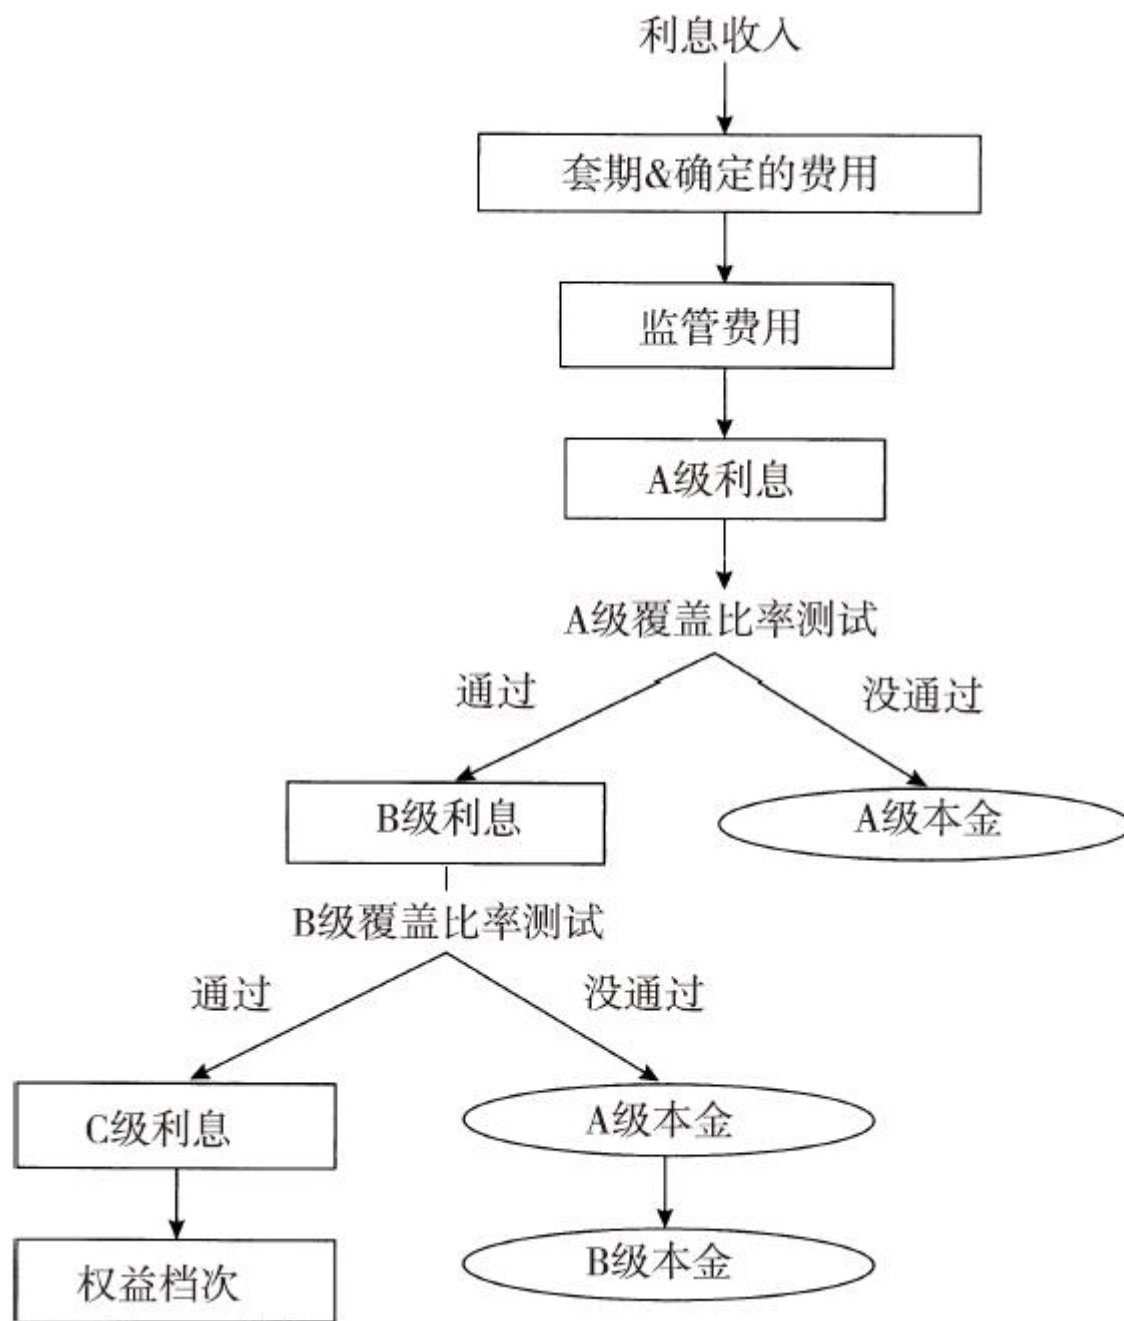 利息收入
套期&确定的费用
监管费用
A级利息
A级覆盖比率测试
通过
没通过
B级利息
A级本金
B级覆盖比率测试
通过
没通过
C级利息
A级本金
权益档次
B级本金